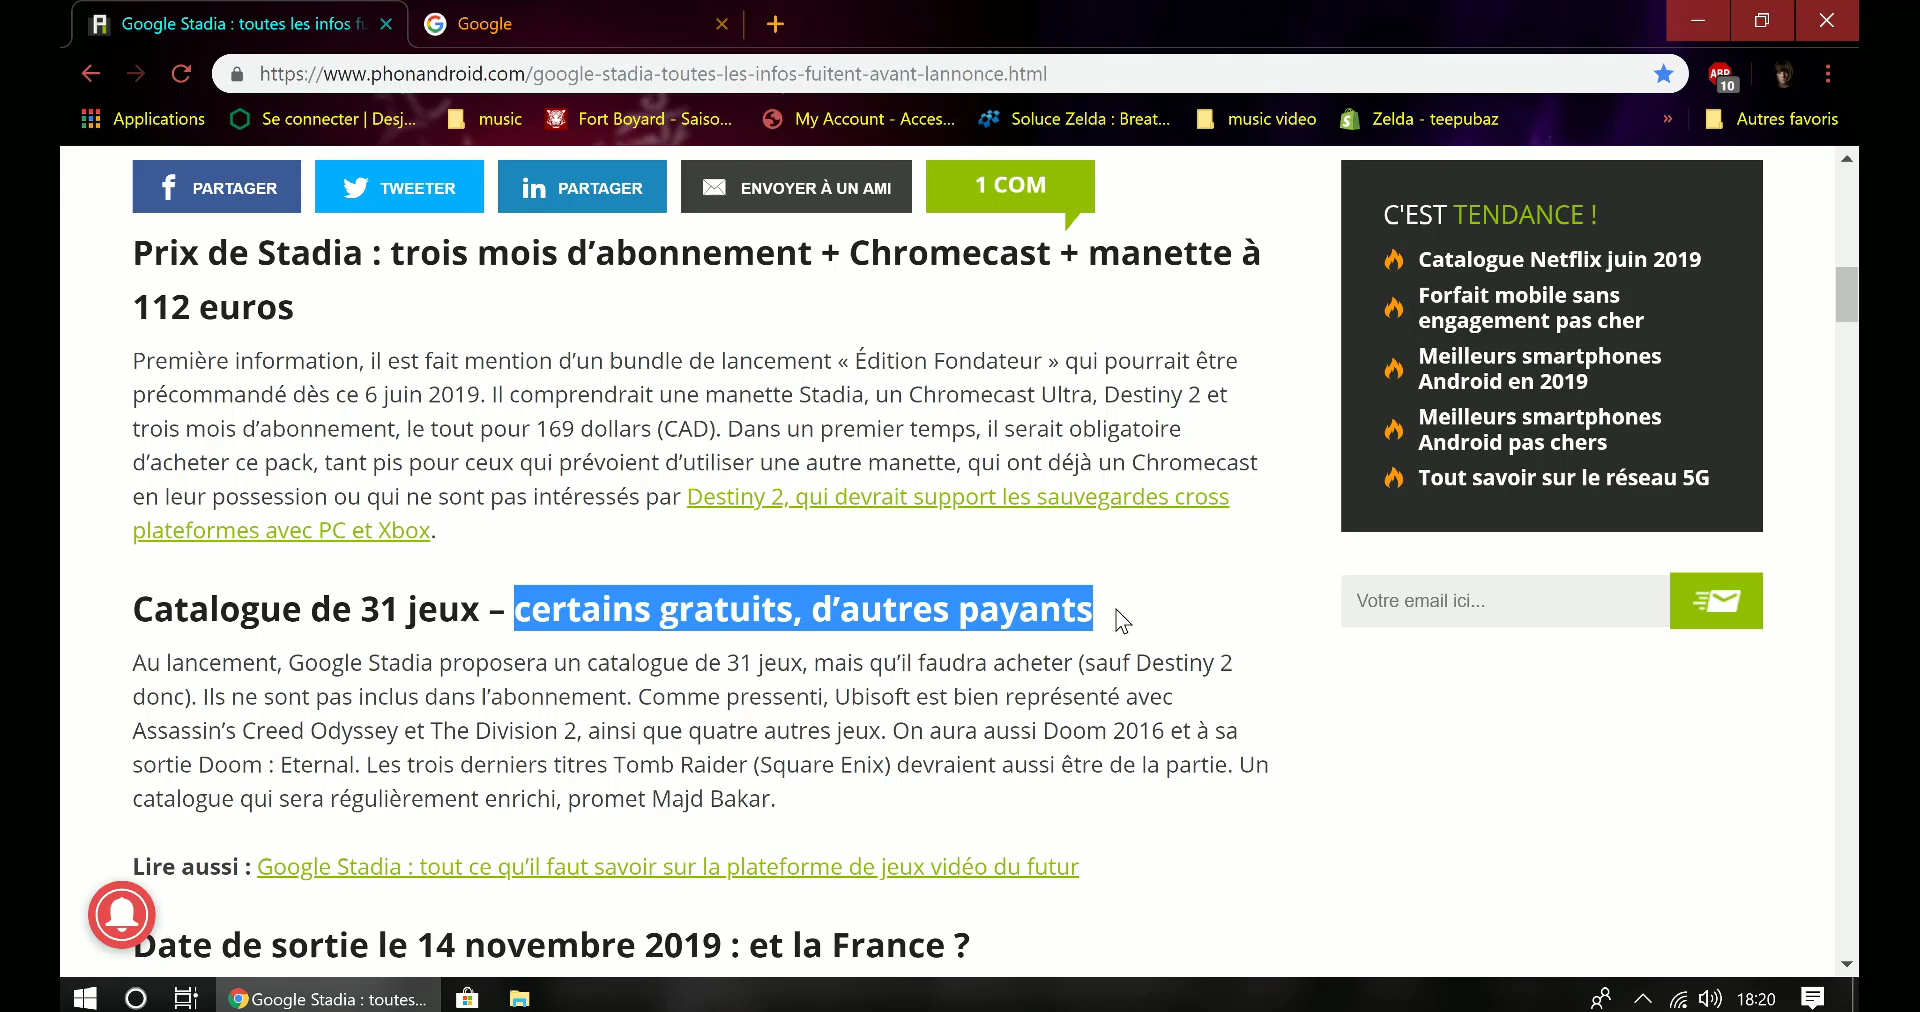 Google Stadia : toutes les infos fu
Google
https://www.phonandroid.com/google-stadia-toutes-les-infos-fuitent-avant-lannonce.html
ABP
10
Applications
Se connecter | Desj...
music
Fort Boyard - Saiso...
My Account - Acces...
Soluce Zelda : Breat...
music video
Zelda - teepubaz
»
Autres favoris
PARTAGER
TWEETER
PARTAGER
ENVOYER À UN AMI
1 COM
Prix de Stadia : trois mois d’abonnement + Chromecast + manette à
112 euros
Première information, il est fait mention d’un bundle de lancement « Édition Fondateur » qui pourrait être
précommandé dès ce 6 juin 2019. Il comprendrait une manette Stadia, un Chromecast Ultra, Destiny 2 et
trois mois d’abonnement, le tout pour 169 dollars (CAD). Dans un premier temps, il serait obligatoire
d’acheter ce pack, tant pis pour ceux qui prévoient d’utiliser une autre manette, qui ont déjà un Chromecast
en leur possession ou qui ne sont pas intéressés par Destiny 2, qui devrait support les sauvegardes cross
plateformes avec PC et Xbox.
Catalogue de 31 jeux – certains gratuits, d’autres payants
Au lancement, Google Stadia proposera un catalogue de 31 jeux, mais qu’il faudra acheter (sauf Destiny 2
donc). Ils ne sont pas inclus dans l’abonnement. Comme pressenti, Ubisoft est bien représenté avec
Assassin’s Creed Odyssey et The Division 2, ainsi que quatre autres jeux. On aura aussi Doom 2016 et à sa
sortie Doom : Eternal. Les trois derniers titres Tomb Raider (Square Enix) devraient aussi être de la partie. Un
catalogue qui sera régulièrement enrichi, promet Majd Bakar.
Lire aussi : Google Stadia : tout ce qu’il faut savoir sur la plateforme de jeux vidéo du futur
Date de sortie le 14 novembre 2019 : et la France ?
C'EST TENDANCE !
Catalogue Netflix juin 2019
Forfait mobile sans
engagement pas cher
Meilleurs smartphones
Android en 2019
Meilleurs smartphones
Android pas chers
Tout savoir sur le réseau 5G
Votre email ici...
Google Stadia : toutes...
18:20